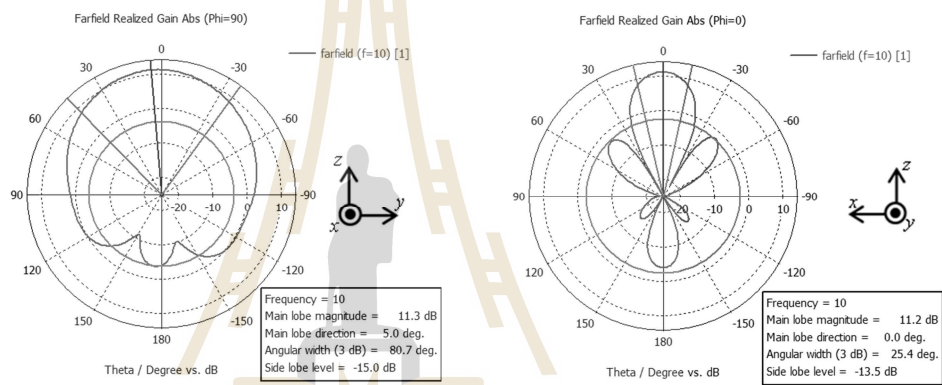 Farfield Realized Gain Abs (Phi=90)
farfield (f=10) [1]
0
30
-30
60
-60
90
-90
-20
-10
0
10
120
-120
150
-150
180
z
y
x
Frequency = 10
Main lobe magnitude = 11.3 dB
Main lobe direction = 5.0 deg.
Angular width (3 dB) = 80.7 deg.
Side lobe level = -15.0 dB
Theta / Degree vs. dB
Farfield Realized Gain Abs (Phi=0)
farfield (f=10) [1]
0
30
-30
60
-60
90
-90
-20
-10
0
10
120
-120
150
-150
180
z
x
y
Frequency = 10
Main lobe magnitude = 11.2 dB
Main lobe direction = 0.0 deg.
Angular width (3 dB) = 25.4 deg.
Side lobe level = -13.5 dB
Theta / Degree vs. dB